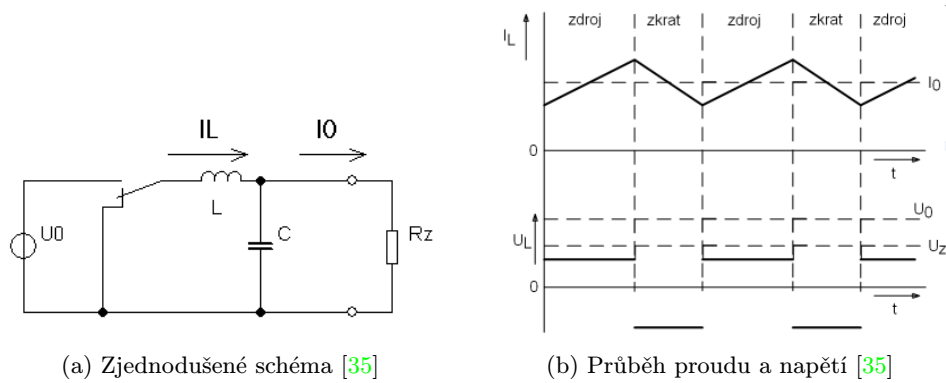 IL
I0
U0
L
C
Rz
(a) Zjednodušené schéma [35]
zdroj zkrat zdroj zkrat zdroj
IL
I0
0
t
U0
UL
Uz
0
t
(b) Průběh proudu a napětí [35]